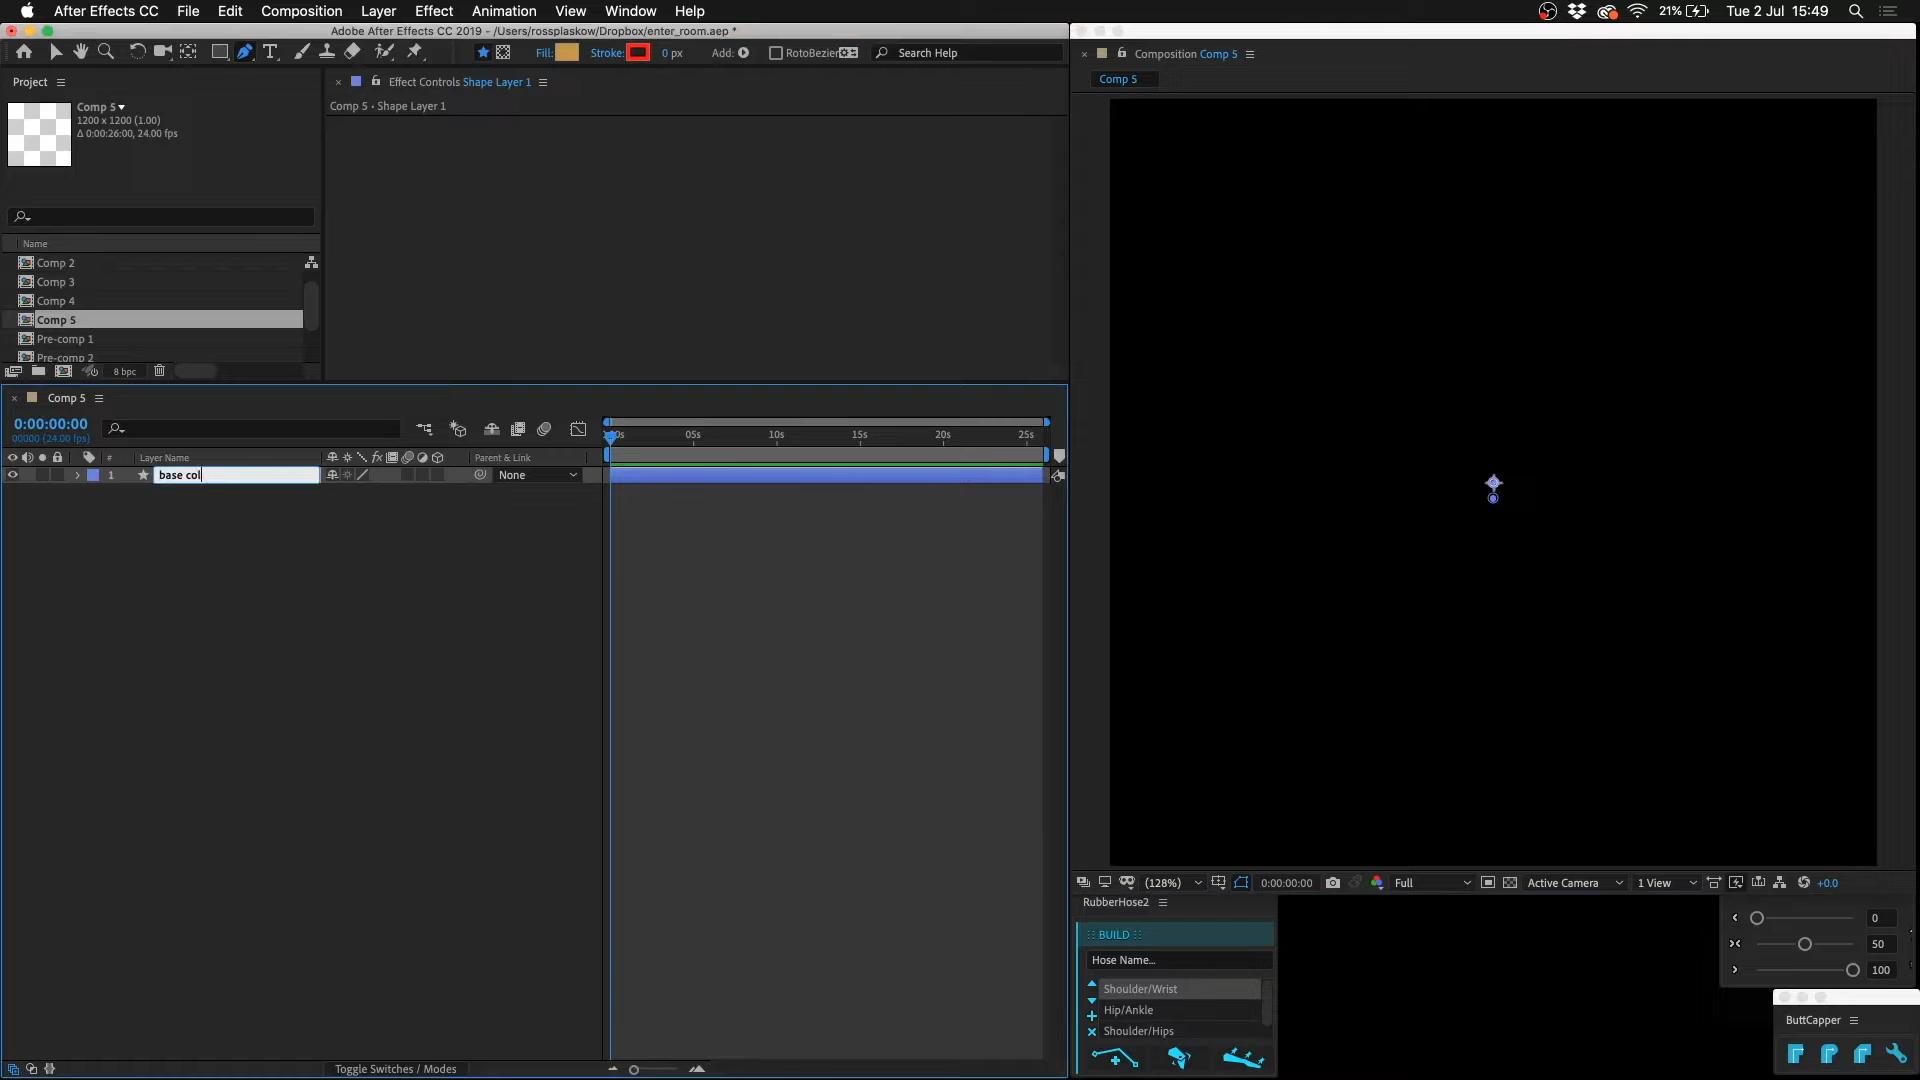 After Effects CC File Edit Composition Layer Effect Animation View Window Help 21% Tue 2 Jul 15:49
Adobe After Effects CC 2019 - /Users/rossplaskow/Dropbox/enter_room.aep *
Fill: Stroke: 0 px Add: RotoBezier Search Help
Project
Comp 5
1200 x 1200 (1.00)
Δ 0:00:26:00, 24.00 fps
Name
Comp 2
Comp 3
Comp 4
Comp 5
Pre-comp 1
Pre-comp 2
8 bpc
Effect Controls Shape Layer 1
Comp 5 • Shape Layer 1
Composition Comp 5
Comp 5
Comp 5
0:00:00:00
00000 (24.00 fps)
# Layer Name fx Parent & Link
05s 10s 15s 20s 25s
1 base col None
Toggle Switches / Modes
(128%) 0:00:00:00 Full Active Camera 1 View +0.0
RubberHose2
BUILD
Hose Name...
Shoulder/Wrist
Hip/Ankle
Shoulder/Hips
0
50
100
ButtCapper